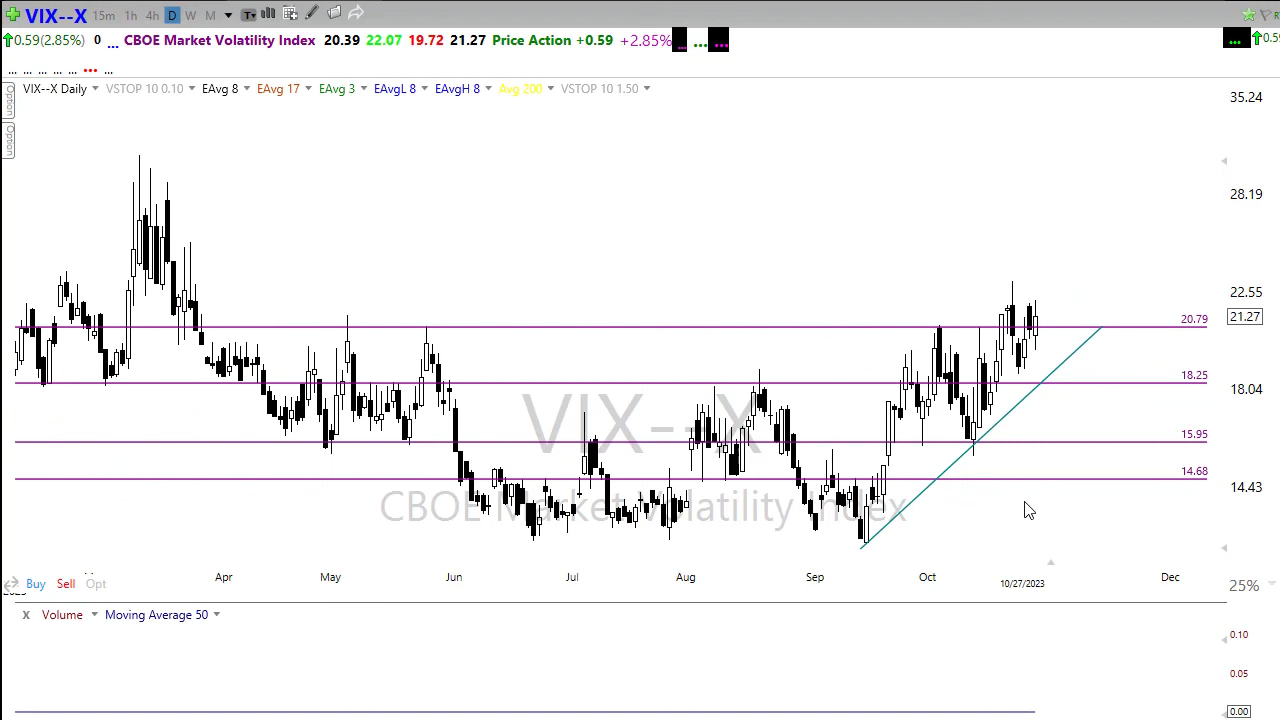 VIX--X 15m 1h 4h D W M T
0.59(2.85%) 0 ... CBOE Market Volatility Index 20.39 22.07 19.72 21.27 Price Action +0.59 +2.85% ... ... ... ... 0.59
... ... ... ... ... ... ...
VIX--X Daily VSTOP 10 0.10 EAvg 8 EAvg 17 EAvg 3 EAvgL 8 EAvgH 8 Avg 200 VSTOP 10 1.50
Option
Option
35.24
28.19
22.55
20.79
21.27
18.25
18.04
VIX--X
15.95
14.68
14.43
CBOE Market Volatility Index
Apr May Jun Jul Aug Sep Oct 10/27/2023 Dec
Buy Sell Opt 25%
X Volume Moving Average 50
0.10
0.05
0.00